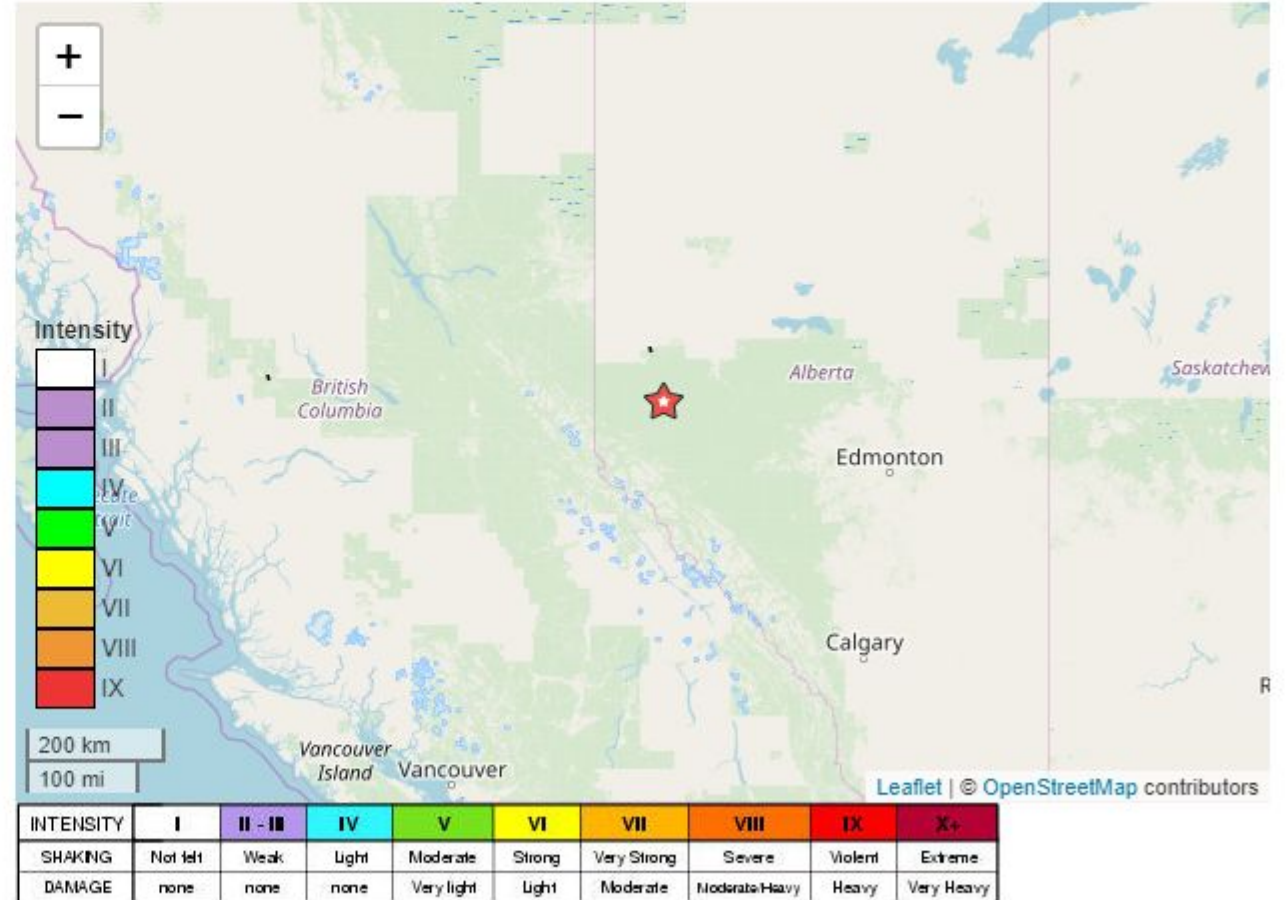 +
−
Intensity
I
II
III
IV
V
VI
VII
VIII
IX
British
Columbia
Alberta
Saskatchew
Edmonton
ecate
trait
Calgary
R
200 km
100 mi
Vancouver
Island
Vancouver
Leaflet | © OpenStreetMap contributors
INTENSITY I II - III IV V VI VII VIII IX X+
SHAKING Not felt Weak Light Moderate Strong Very Strong Severe Violent Extreme
DAMAGE none none none Very light Light Moderate Moderate/Heavy Heavy Very Heavy